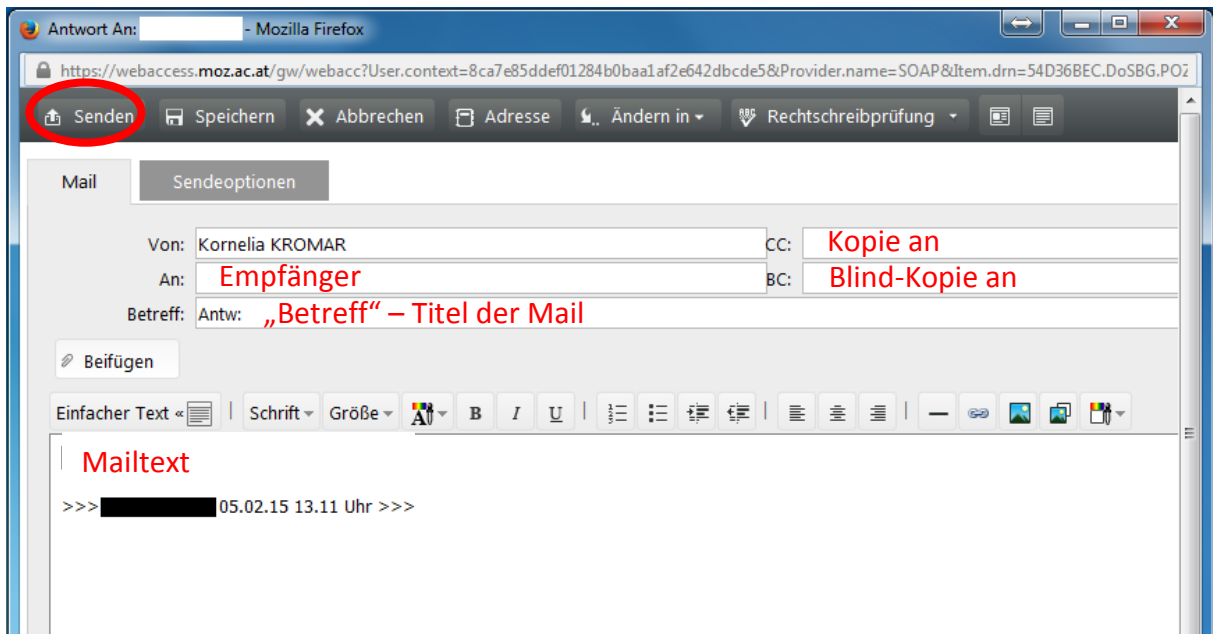 Antwort An: - Mozilla Firefox
https://webaccess.moz.ac.at/gw/webacc?User.context=8ca7e85ddef01284b0baa1af2e642dbcde5&Provider.name=SOAP&Item.drn=54D36BEC.DoSBG.POZ
Senden Speichern Abbrechen Adresse Ändern in Rechtschreibprüfung
Mail Sendeoptionen
Von: Kornelia KROMAR CC: Kopie an
An: Empfänger BC: Blind-Kopie an
Betreff: Antw: „Betreff“ – Titel der Mail
Beifügen
Einfacher Text « Schrift Größe A B I U
Mailtext
>>> 05.02.15 13.11 Uhr >>>